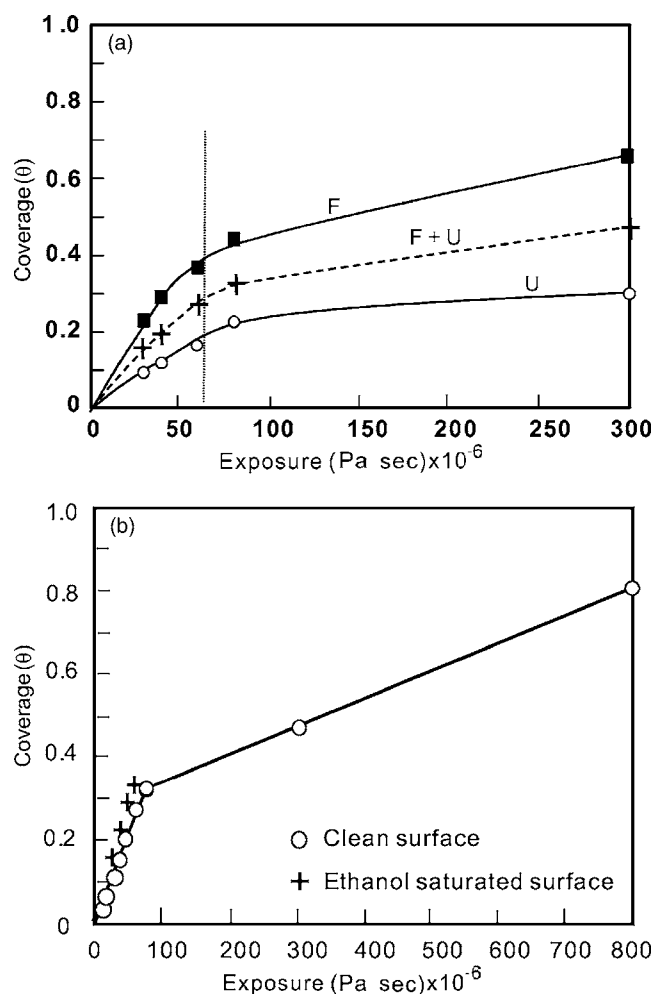 1.0
(a)
0.8
0.6
0.4
0.2
0
Coverage (θ)
F
F + U
U
0 50 100 150 200 250 300
Exposure (Pa sec)x10-6
1.0
(b)
0.8
0.6
0.4
0.2
0
Coverage (θ)
Clean surface
Ethanol saturated surface
0 100 200 300 400 500 600 700 800
Exposure (Pa sec)x10-6